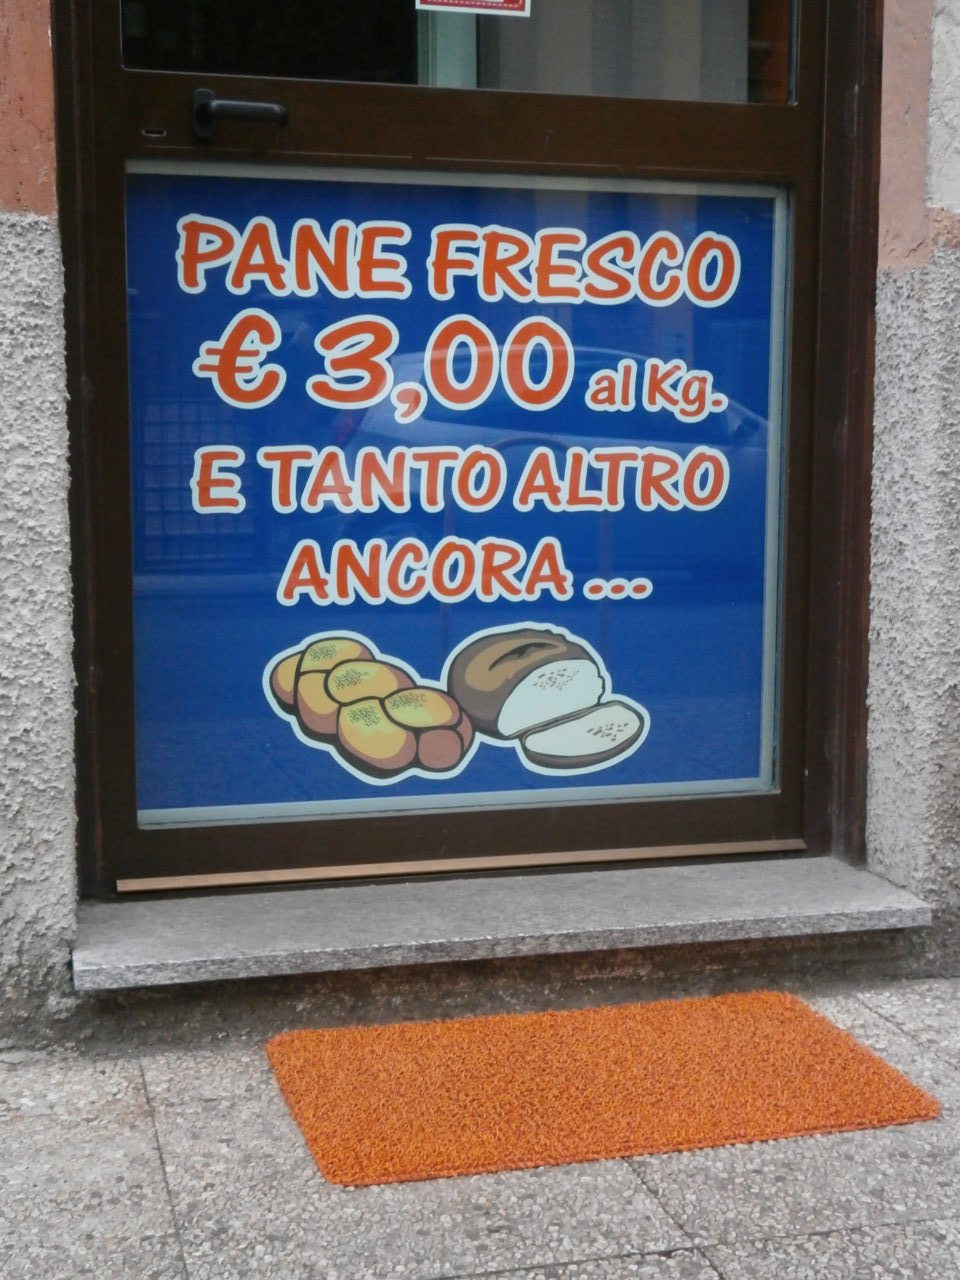 PANE FRESCO
€ 3,00 al Kg.
E TANTO ALTRO
ANCORA...